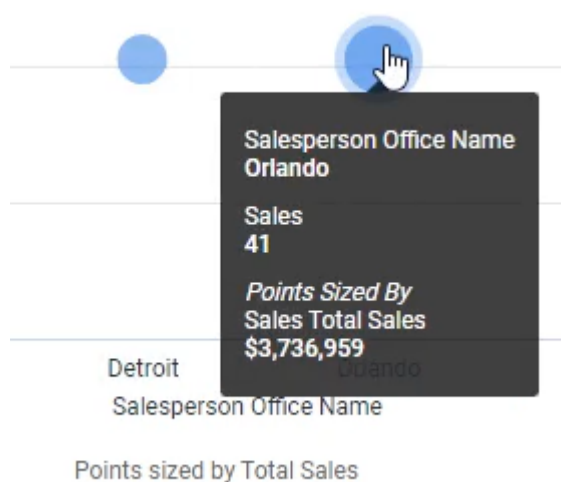 Salesperson Office Name
Orlando
Sales
41
Points Sized By
Sales Total Sales
$3,736,959
Detroit
Orlando
Salesperson Office Name
Points sized by Total Sales